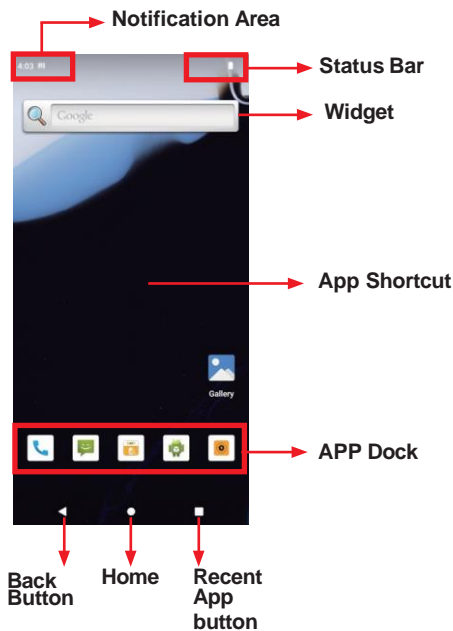 Notification Area
4:03
Status Bar
Google
Widget
App Shortcut
Gallery
APP Dock
Back
Button
Home
Recent
App
button